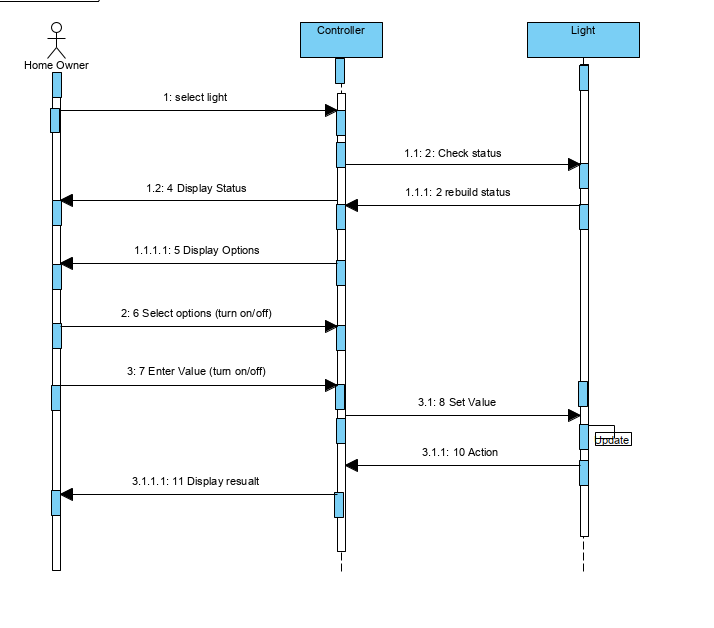 Controller
Light
Home Owner
1: select light
1.1: 2: Check status
1.2: 4 Display Status
1.1.1: 2 rebuild status
1.1.1.1: 5 Display Options
2: 6 Select options (turn on/off)
3: 7 Enter Value (turn on/off)
3.1: 8 Set Value
Update
3.1.1: 10 Action
3.1.1.1: 11 Display resualt